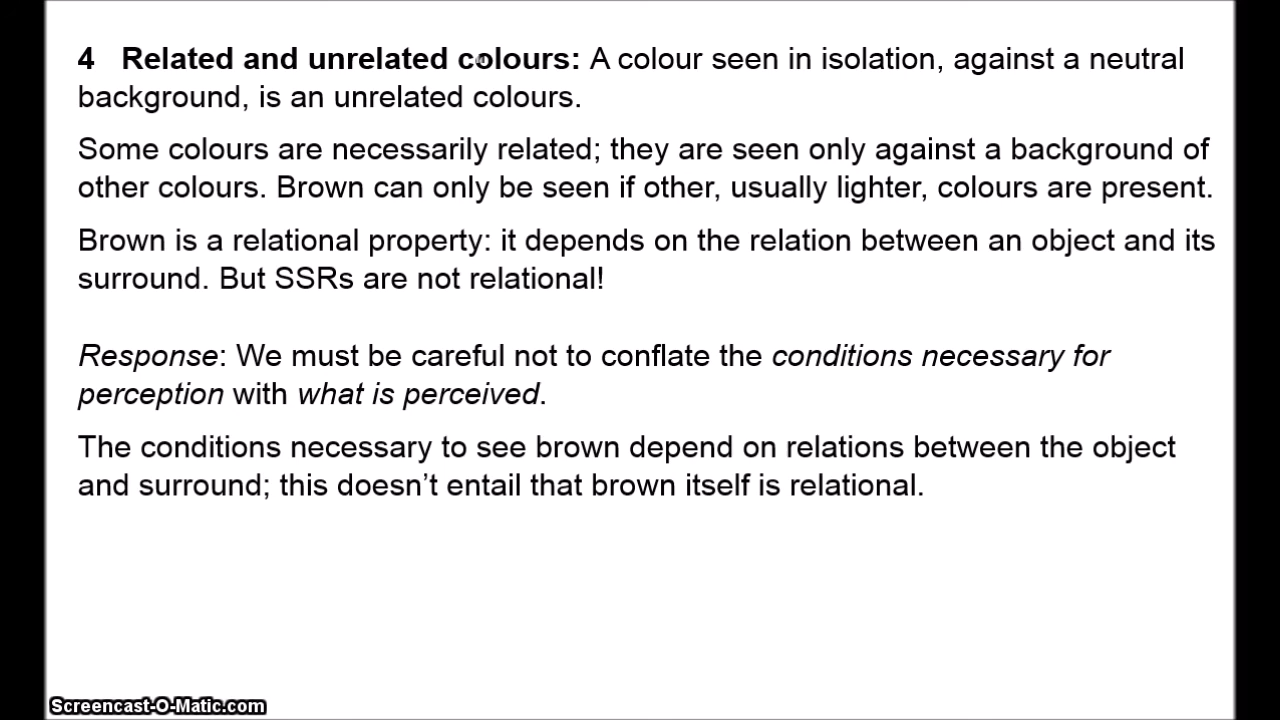 4 Related and unrelated colours: A colour seen in isolation, against a neutral
background, is an unrelated colours.
Some colours are necessarily related; they are seen only against a background of
other colours. Brown can only be seen if other, usually lighter, colours are present.
Brown is a relational property: it depends on the relation between an object and its
surround. But SSRs are not relational!
Response: We must be careful not to conflate the conditions necessary for
perception with what is perceived.
The conditions necessary to see brown depend on relations between the object
and surround; this doesn’t entail that brown itself is relational.
Screencast-O-Matic.com